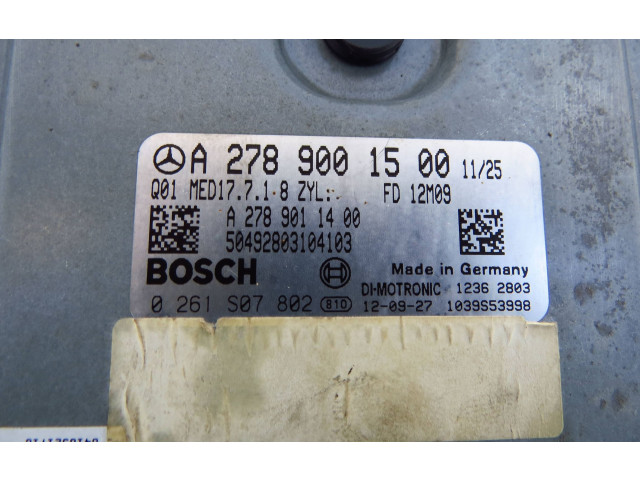 A 278 900 15 00 11/25
Q01 MED17.7.1 8 ZYL: FD 12M09
A 278 901 14 00
50492803104103
BOSCH Made in Germany
DI-MOTRONIC 1236 2803
0 261 S07 802 81D 12-09-27 1039S53998